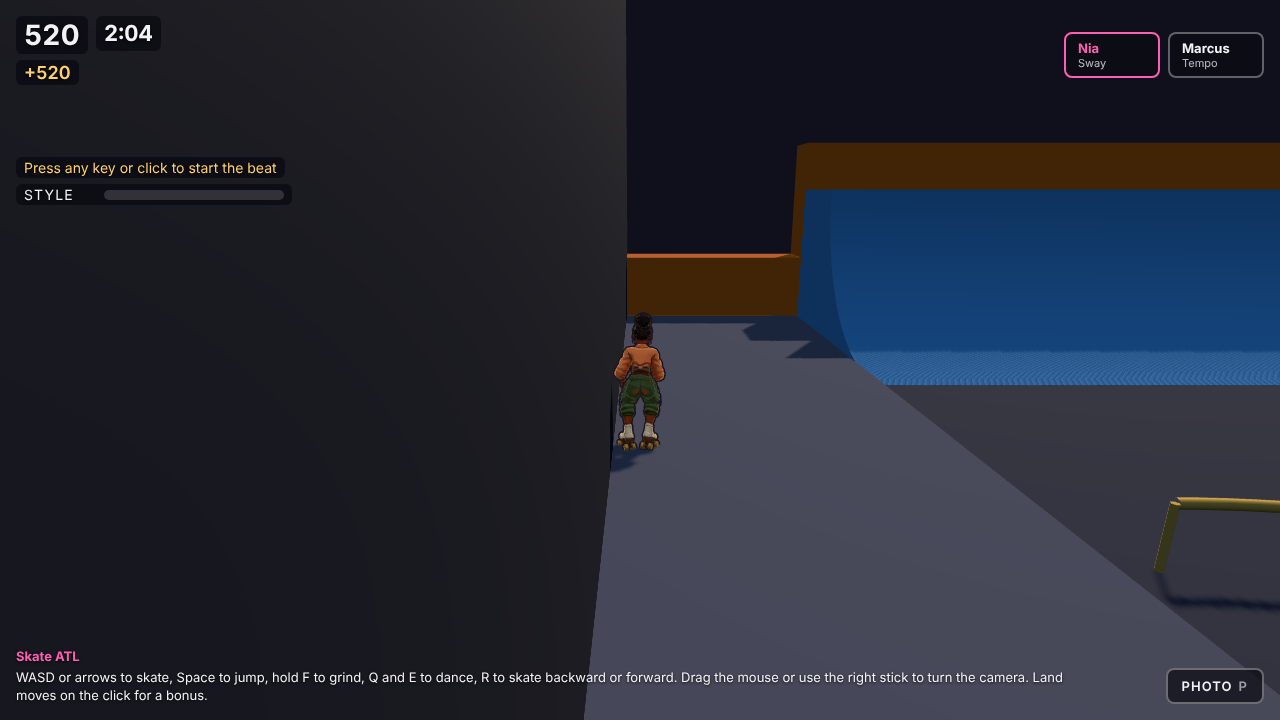 520 2:04
+520
Nia
Sway
Marcus
Tempo
Press any key or click to start the beat
STYLE
Skate ATL
WASD or arrows to skate, Space to jump, hold F to grind, Q and E to dance, R to skate backward or forward. Drag the mouse or use the right stick to turn the camera. Land
moves on the click for a bonus.
PHOTO P